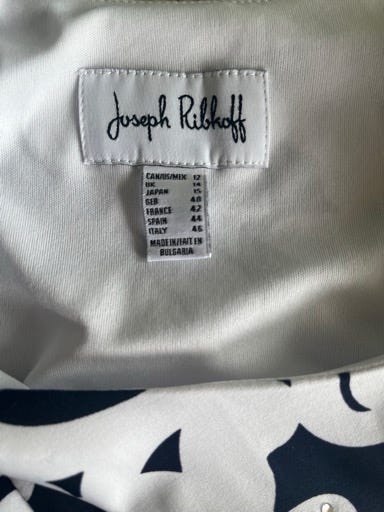 Joseph Ribkoff
CAN/US/MEX 12
UK 14
JAPAN 15
GER 40
FRANCE 42
SPAIN 44
ITALY 46
MADE IN/FAIT EN
BULGARIA